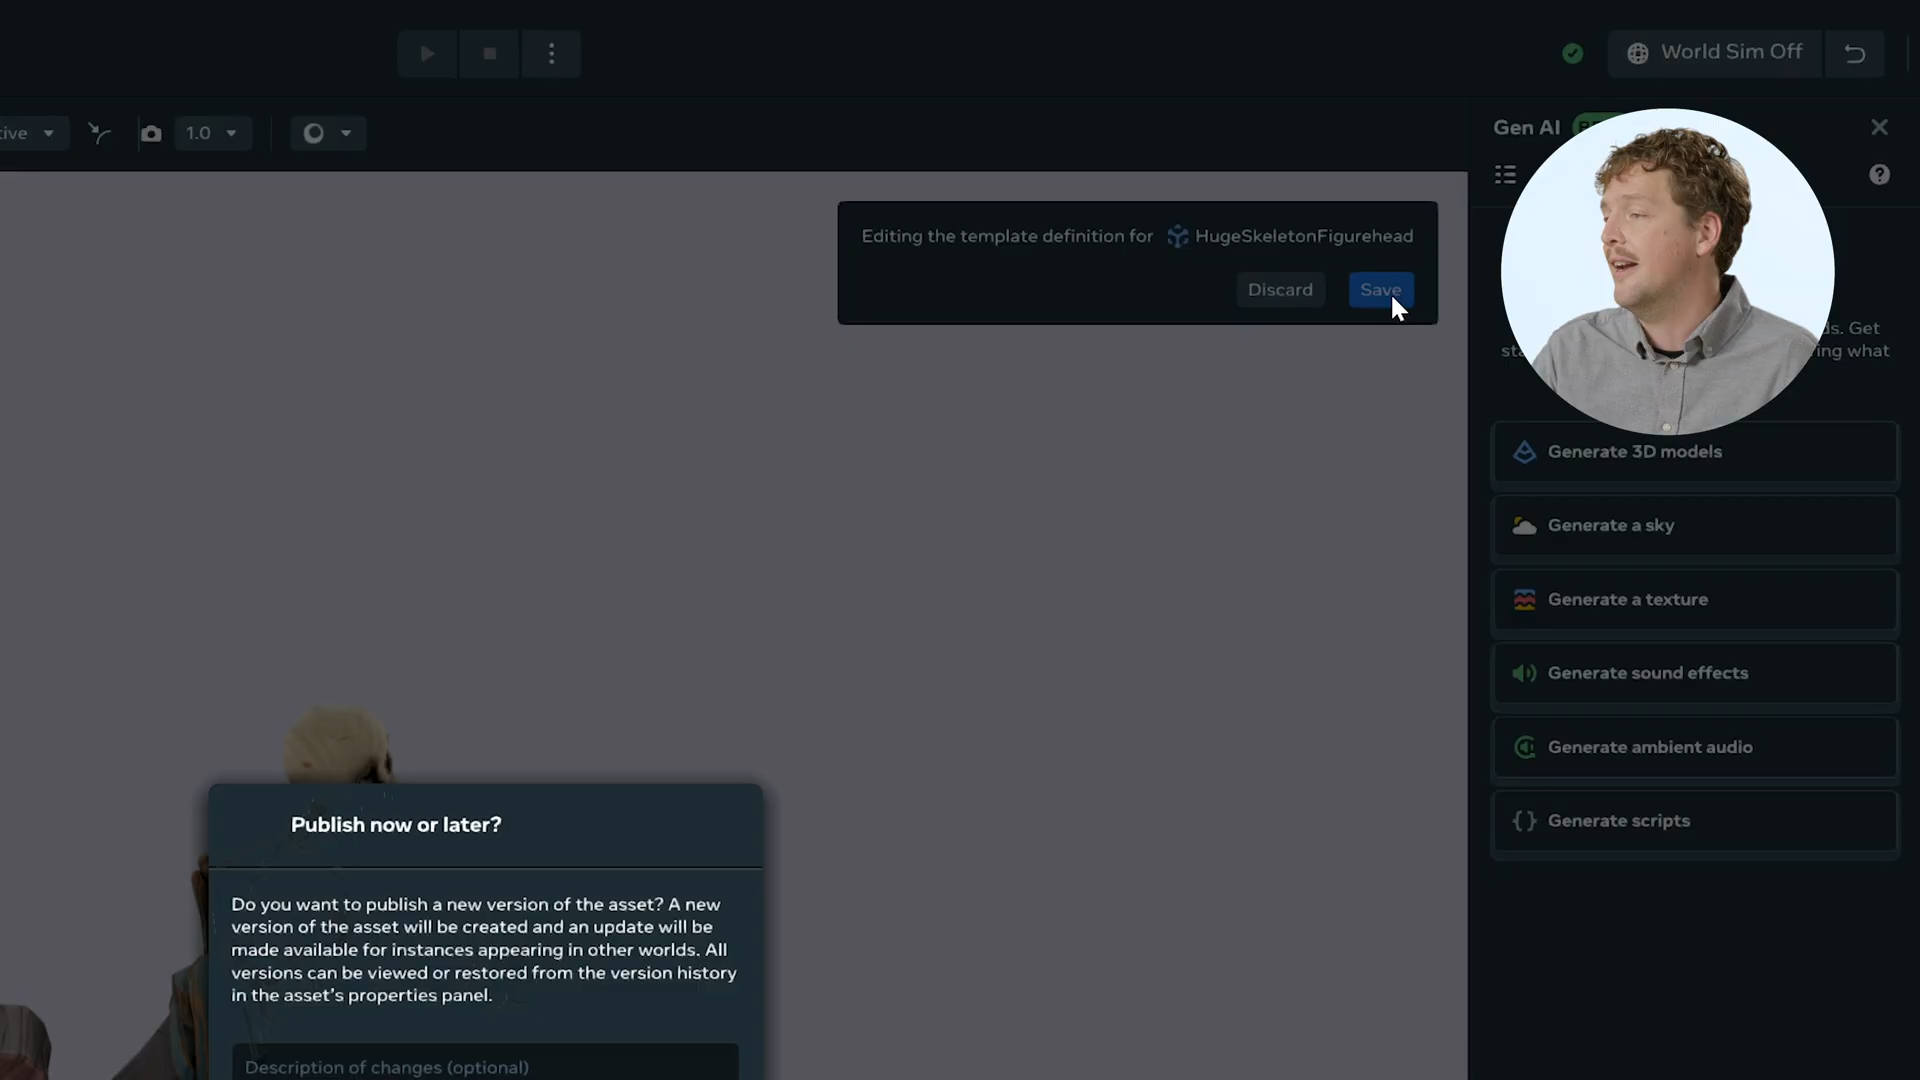 World Sim Off
tive
1.0
Gen AI
Editing the template definition for HugeSkeletonFigurehead
Discard
Save
ds. Get
ing what
Generate 3D models
Generate a sky
Generate a texture
Generate sound effects
Generate ambient audio
Generate scripts
Publish now or later?
Do you want to publish a new version of the asset? A new
version of the asset will be created and an update will be
made available for instances appearing in other worlds. All
versions can be viewed or restored from the version history
in the asset's properties panel.
Description of changes (optional)